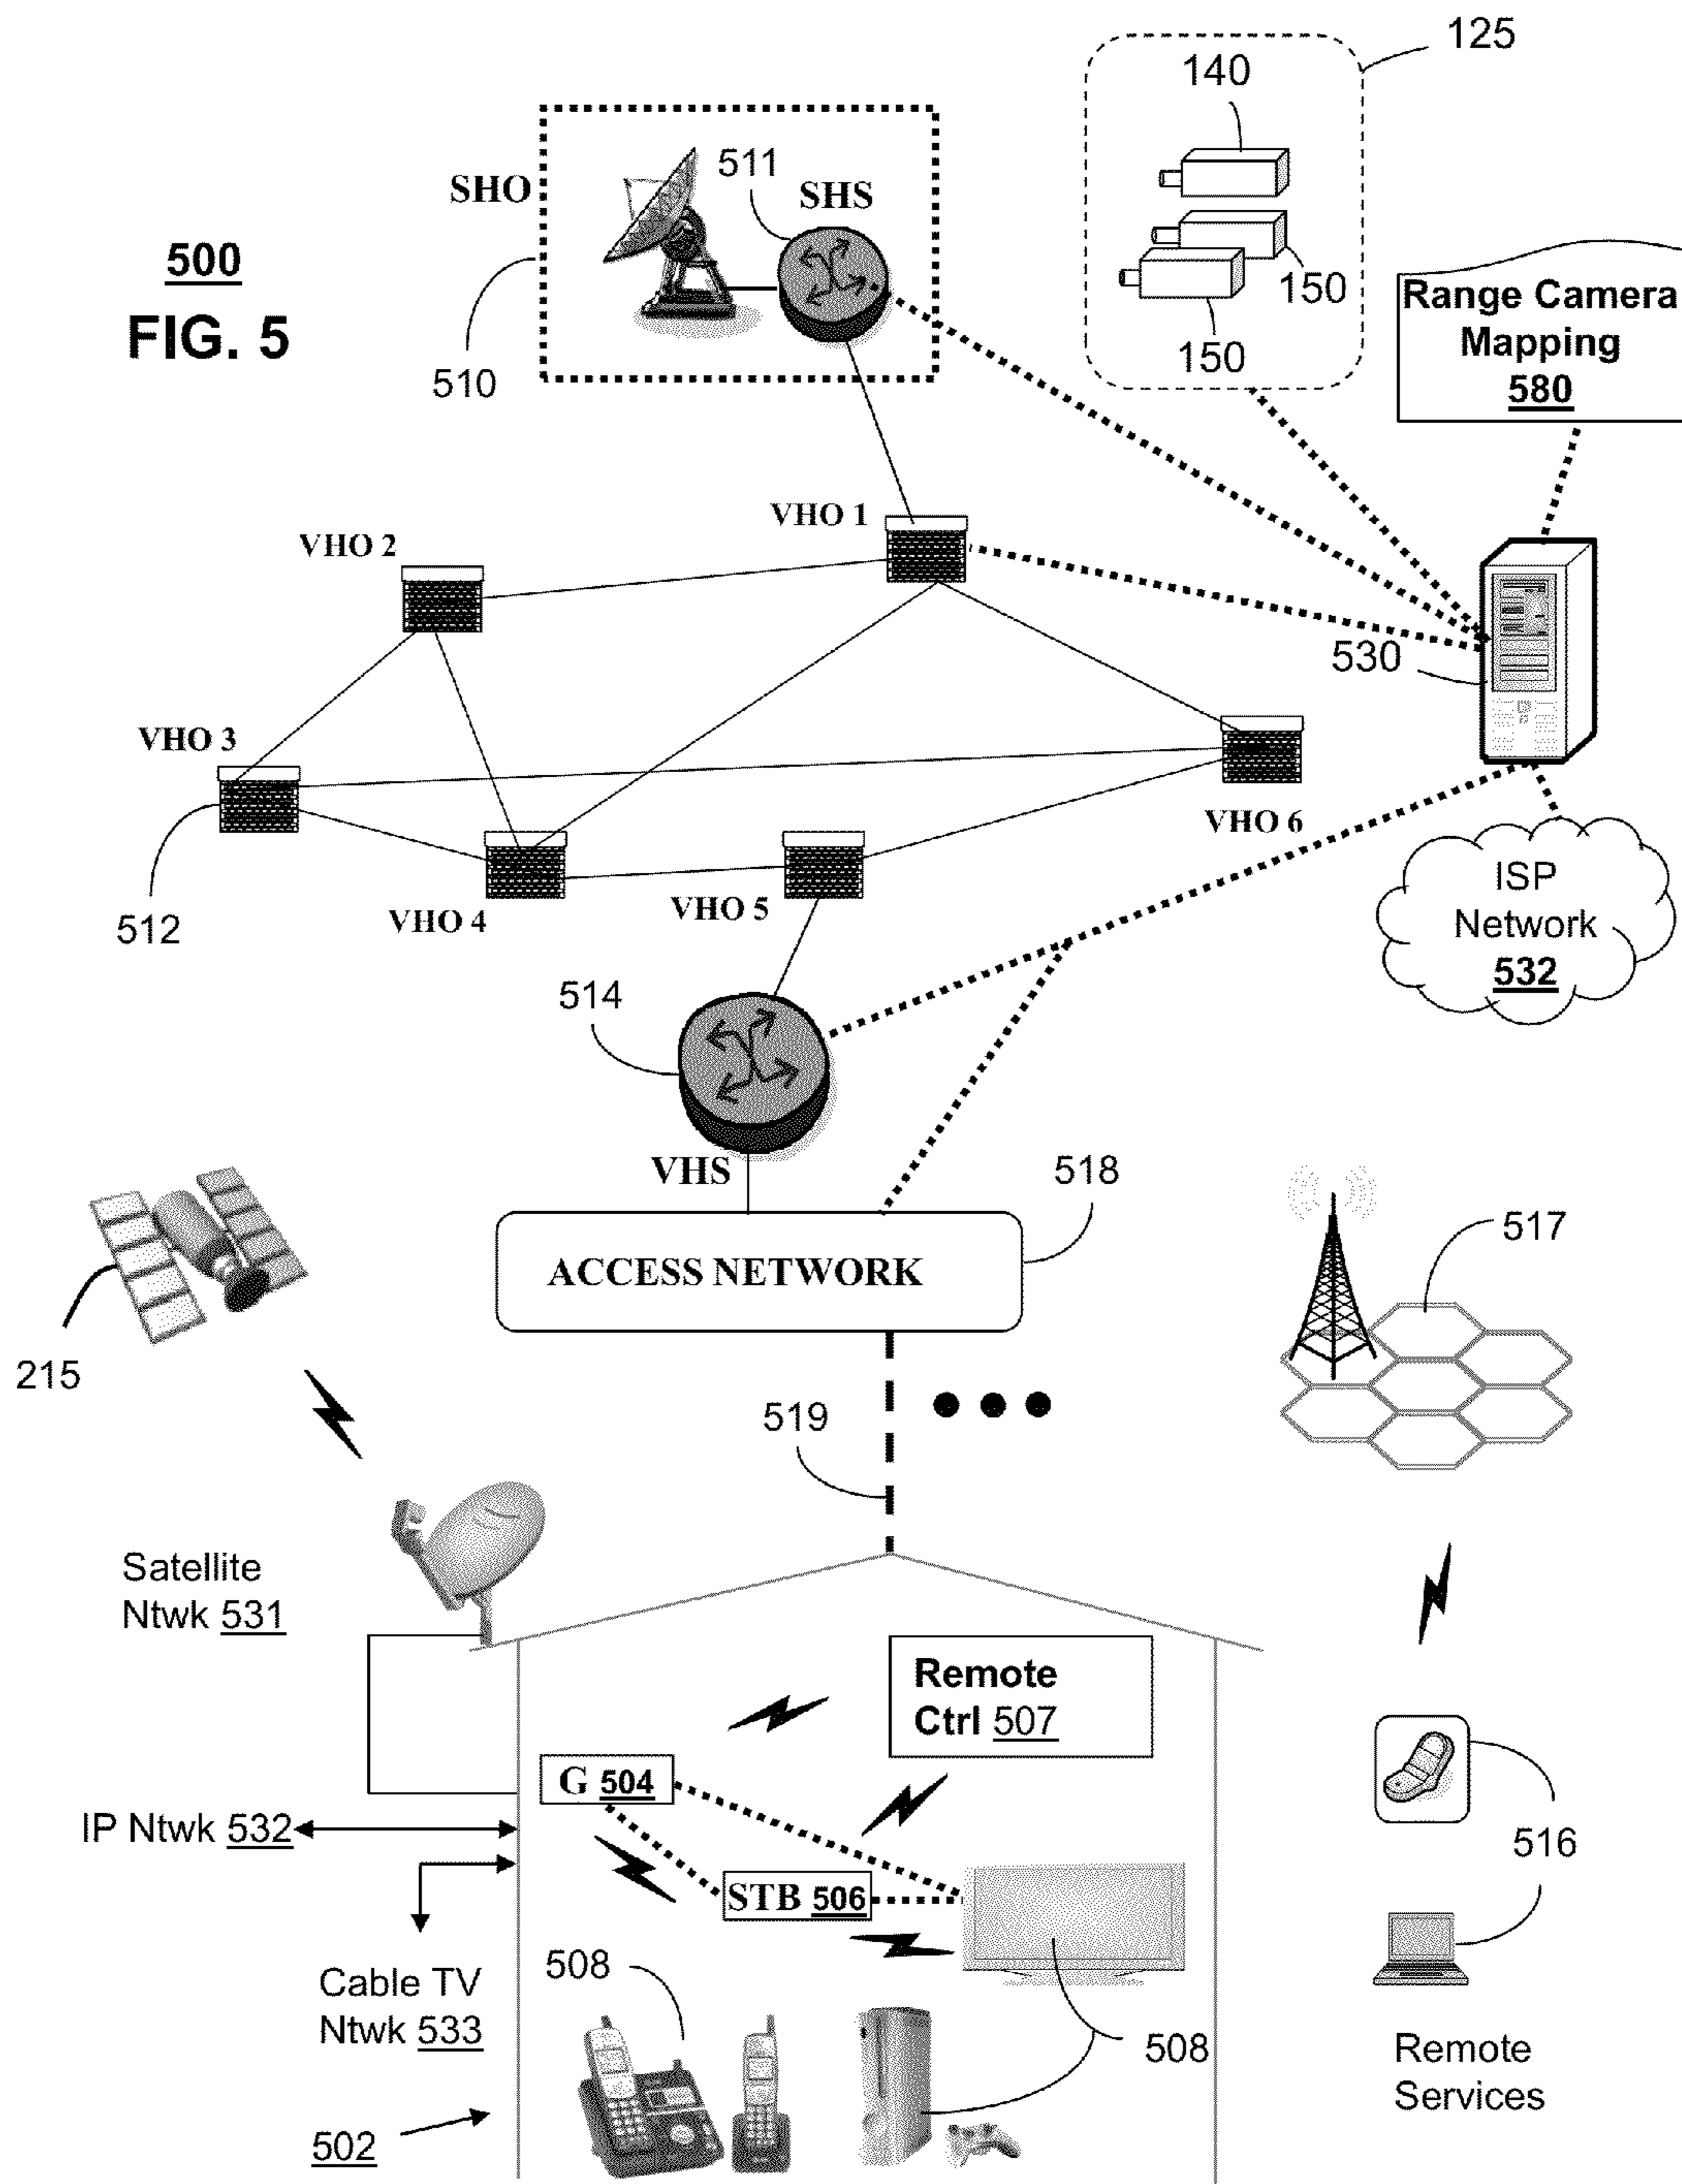 125
140
511
SHO
SHS
500
FIG. 5
150
150
Range Camera
Mapping
580
510
VHO 1
VHO 2
530
VHO 3
VHO 6
ISP
Network
532
VHO 4
VHO 5
512
514
VHS
518
517
ACCESS NETWORK
215
519
Satellite
Ntwk 531
Remote
Ctrl 507
G 504
IP Ntwk 532
516
STB 506
508
Cable TV
Ntwk 533
508
Remote
Services
502